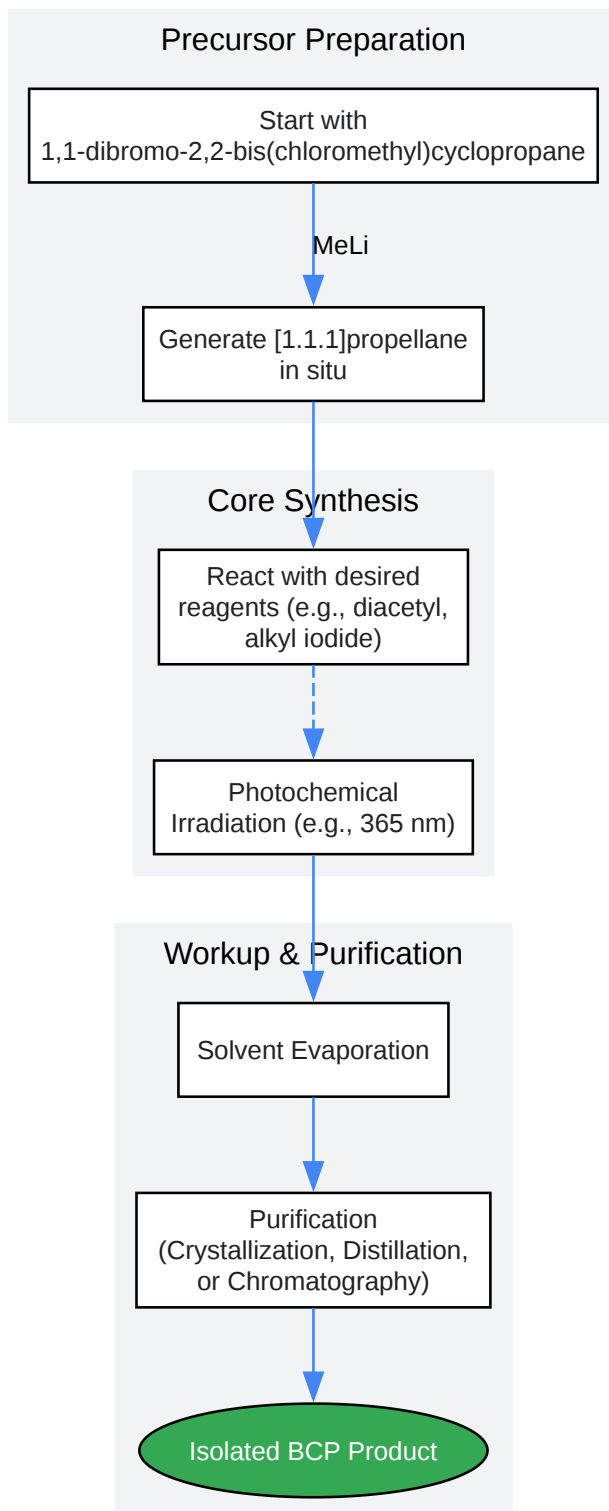 Precursor Preparation
Start with
1,1-dibromo-2,2-bis(chloromethyl)cyclopropane
MeLi
Generate [1.1.1]propellane
in situ
Core Synthesis
React with desired
reagents (e.g., diacetyl,
alkyl iodide)
Photochemical
Irradiation (e.g., 365 nm)
Workup & Purification
Solvent Evaporation
Purification
(Crystallization, Distillation,
or Chromatography)
Isolated BCP Product